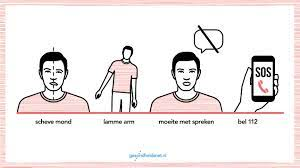 SOS
scheve mond
lamme arm
moeite met spreken
bel 112
gezondheidsnet.nl